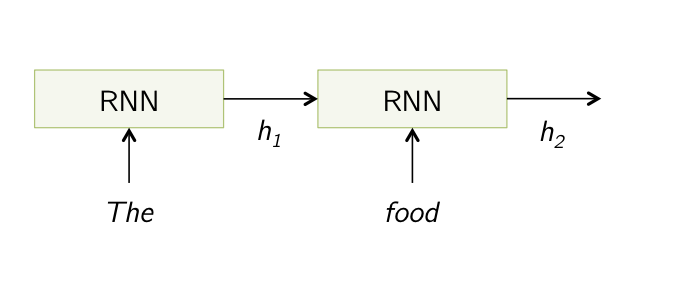 RNN RNN
h1 h2
The food